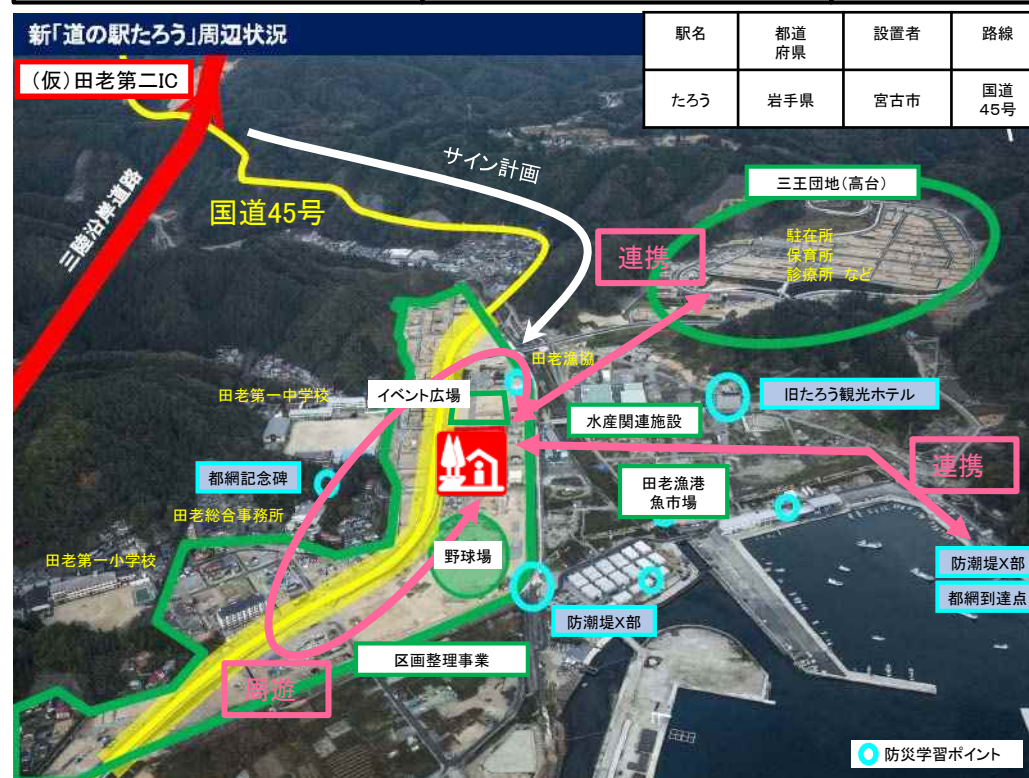 新「道の駅たろう」周辺状況
駅名
都道
府県
設置者
路線
たろう
岩手県
宮古市
国道
45号
(仮)田老第二IC
サイン計画
三陸沿岸道路
国道45号
三王団地(高台)
駐在所
保育所
診療所 など
連携
田老漁協
田老第一中学校
イベント広場
旧たろう観光ホテル
水産関連施設
連携
都網記念碑
田老漁港
魚市場
田老総合事務所
田老第一小学校
野球場
防潮堤X部
都網到達点
防潮堤X部
区画整理事業
周遊
防災学習ポイント